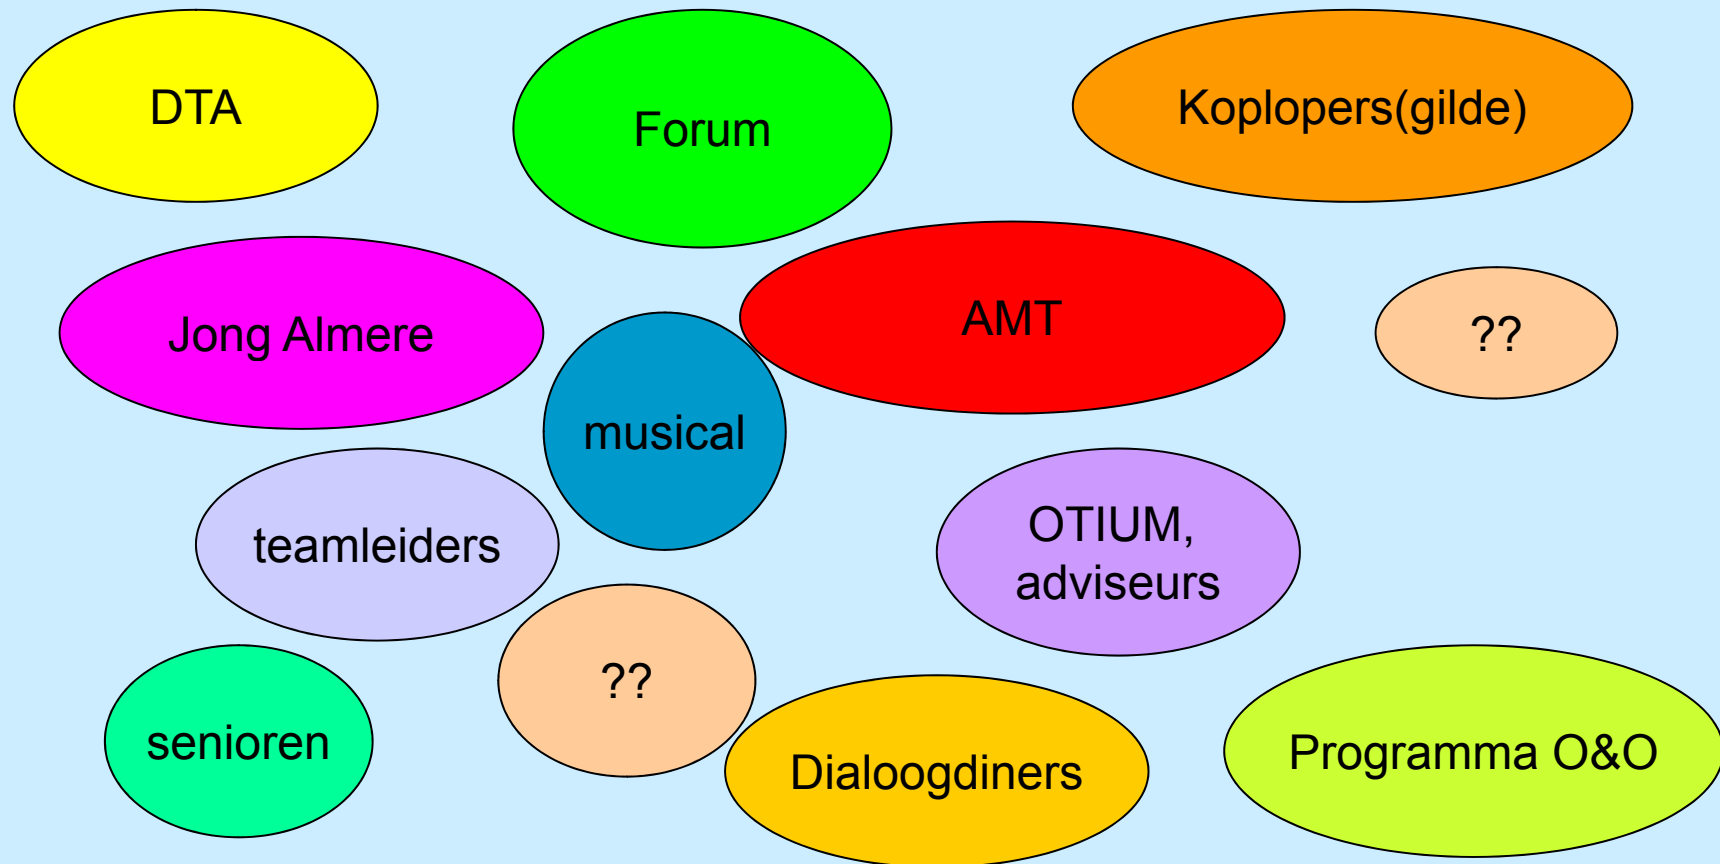 DTA
Forum
Koplopers(gilde)
Jong Almere
AMT
??
musical
teamleiders
OTIUM,
adviseurs
??
senioren
Dialoogdiners
Programma O&O